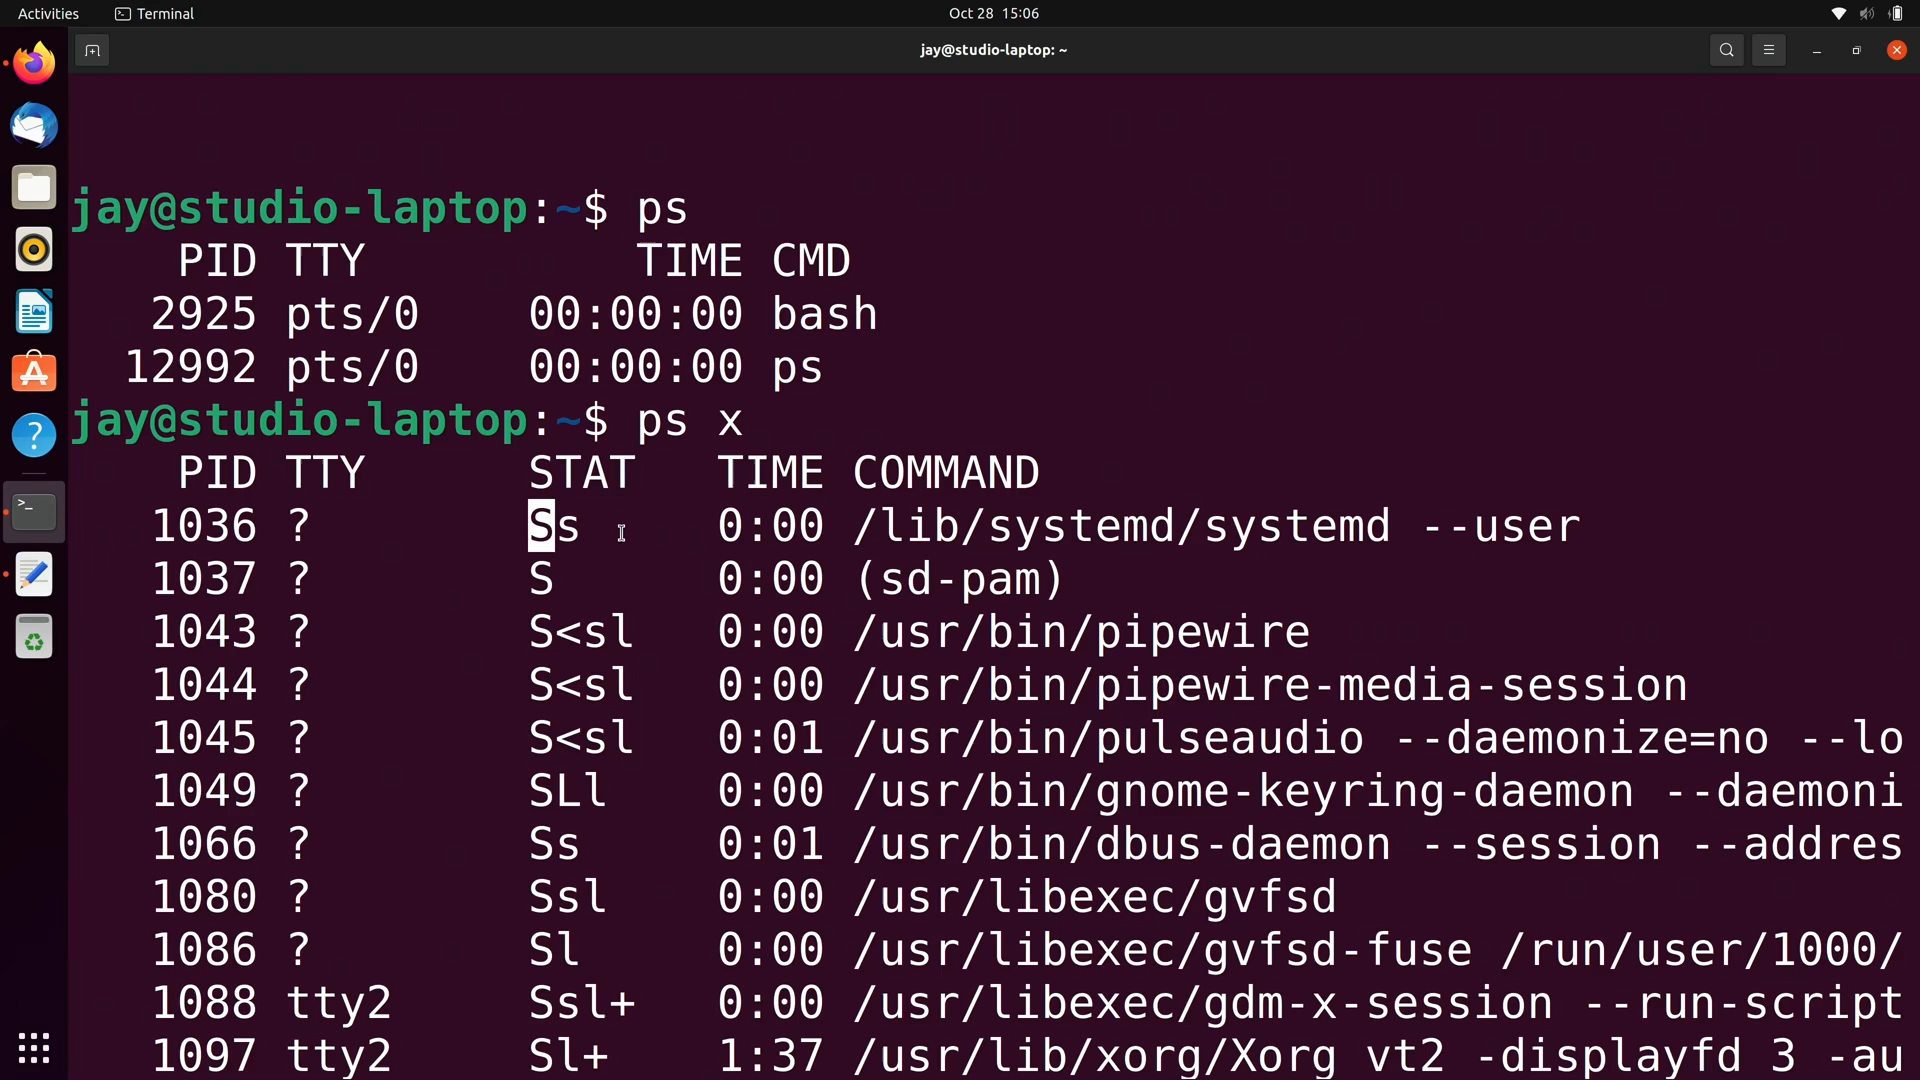 Activities Terminal Oct 28 15:06
jay@studio-laptop: ~
jay@studio-laptop:~$ ps
PID TTY TIME CMD
2925 pts/0 00:00:00 bash
12992 pts/0 00:00:00 ps
jay@studio-laptop:~$ ps x
PID TTY STAT TIME COMMAND
1036 ? Ss 0:00 /lib/systemd/systemd --user
1037 ? S 0:00 (sd-pam)
1043 ? S<sl 0:00 /usr/bin/pipewire
1044 ? S<sl 0:00 /usr/bin/pipewire-media-session
1045 ? S<sl 0:01 /usr/bin/pulseaudio --daemonize=no --lo
1049 ? SLl 0:00 /usr/bin/gnome-keyring-daemon --daemoni
1066 ? Ss 0:01 /usr/bin/dbus-daemon --session --addres
1080 ? Ssl 0:00 /usr/libexec/gvfsd
1086 ? Sl 0:00 /usr/libexec/gvfsd-fuse /run/user/1000/
1088 tty2 Ssl+ 0:00 /usr/libexec/gdm-x-session --run-script
1097 tty2 Sl+ 1:37 /usr/lib/xorg/Xorg vt2 -displayfd 3 -au